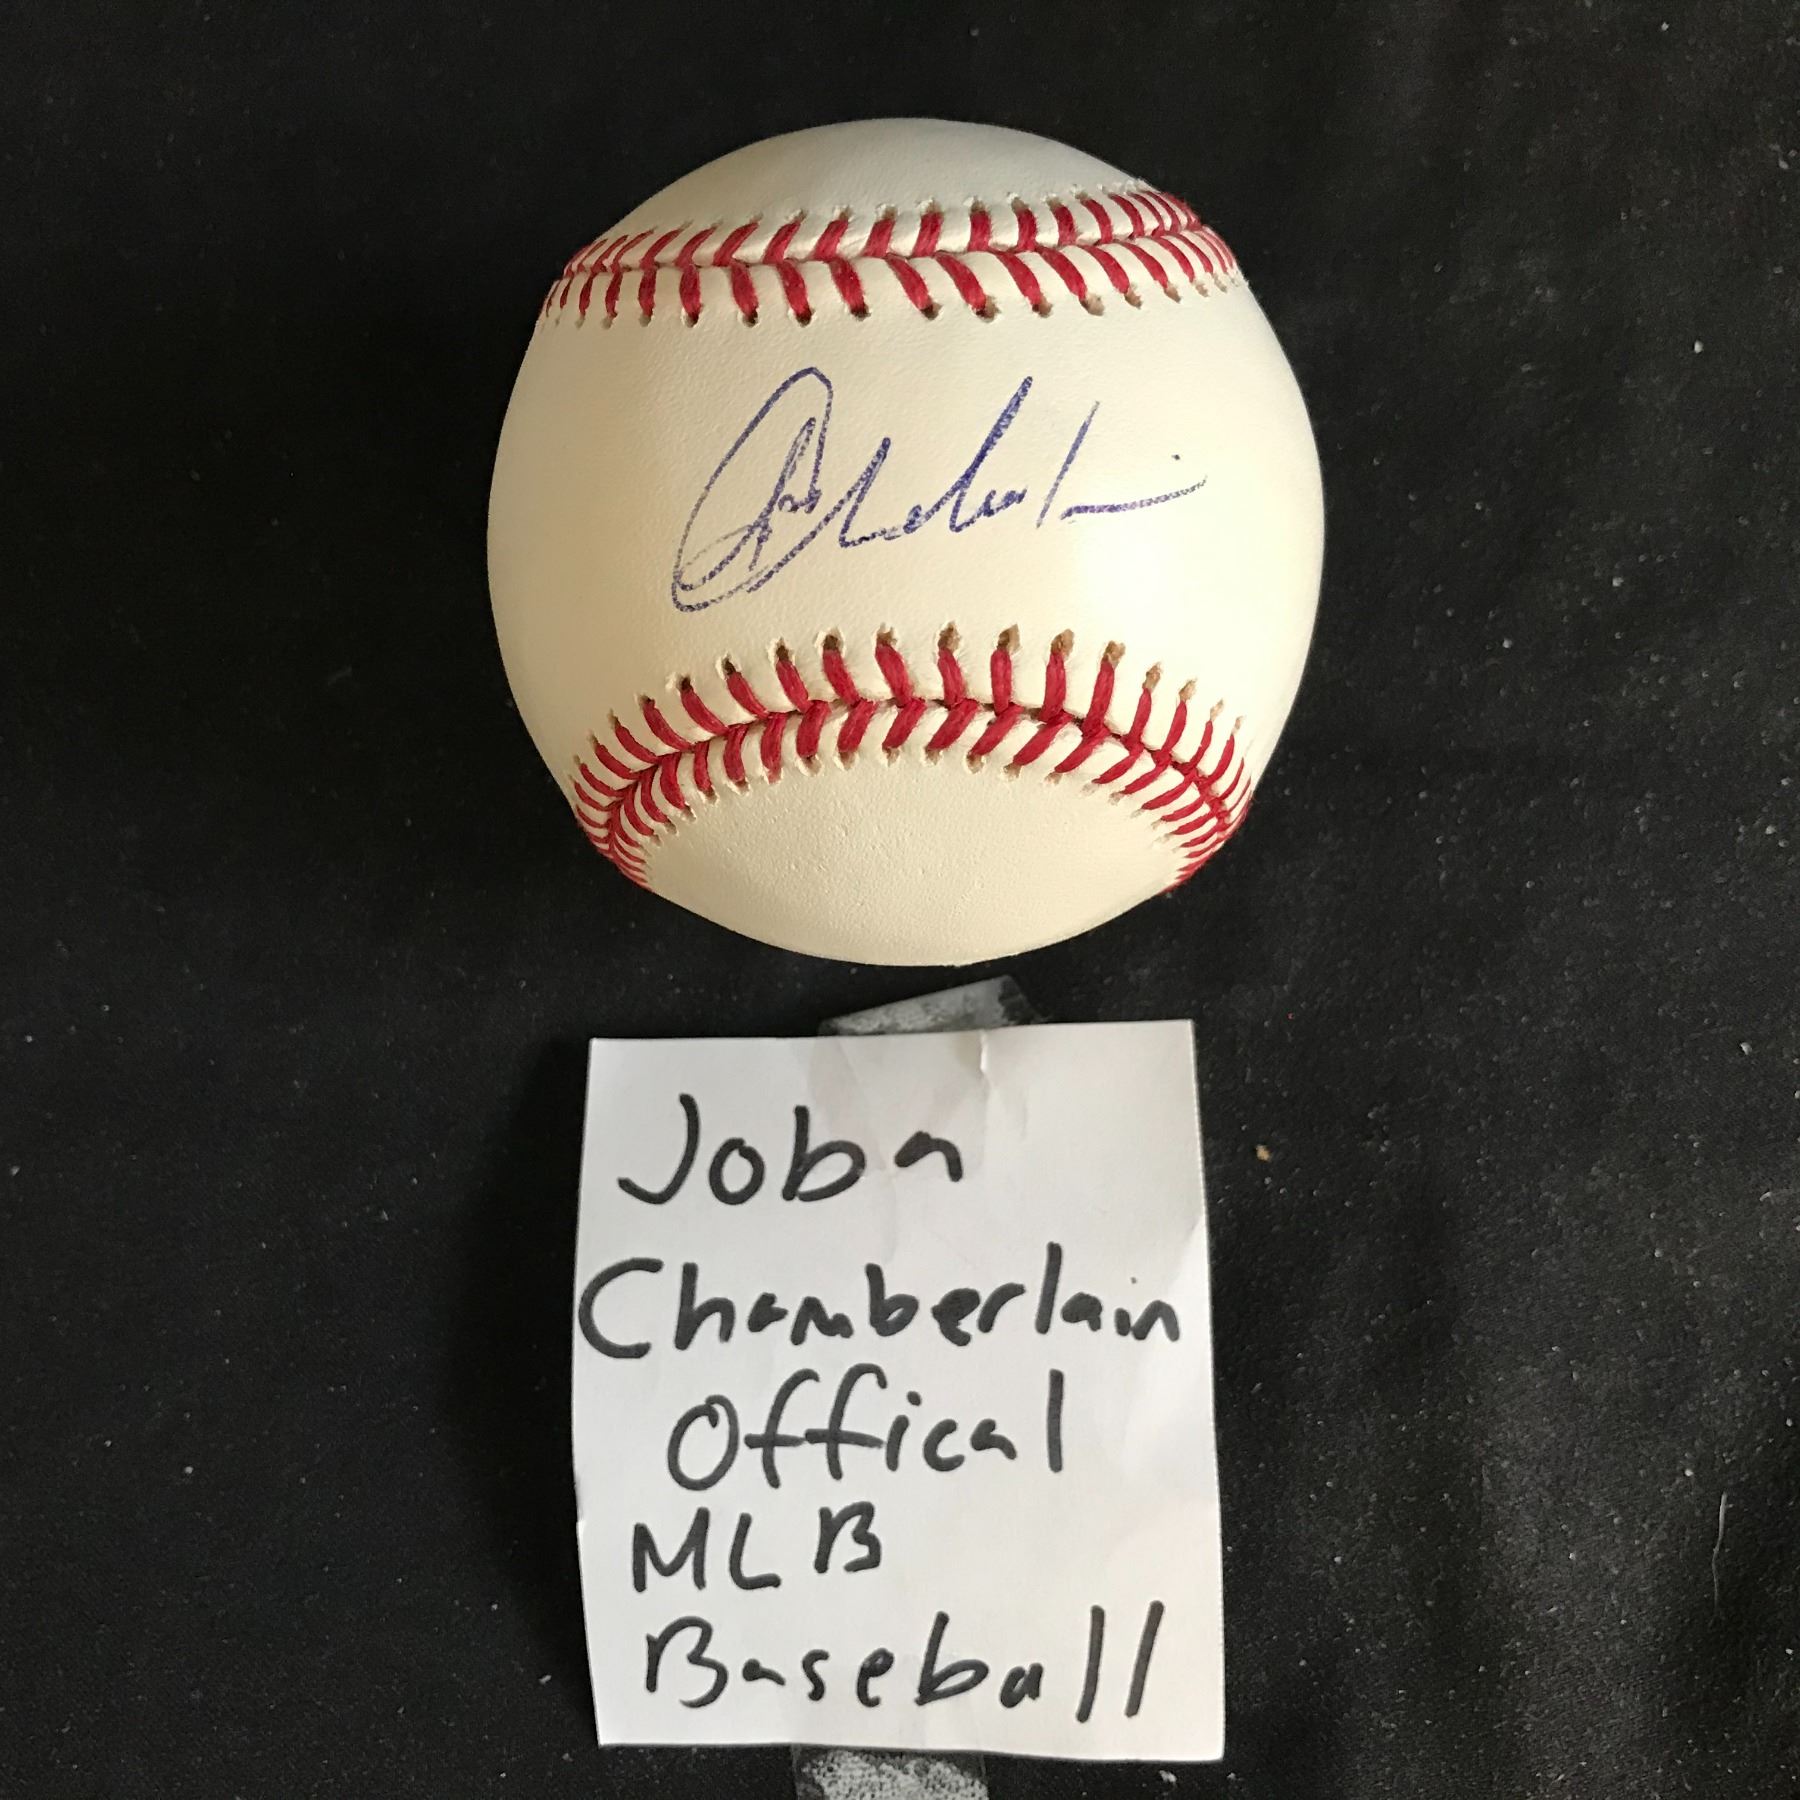 Joba
Chamberlain
Offical
MLB
Baseball